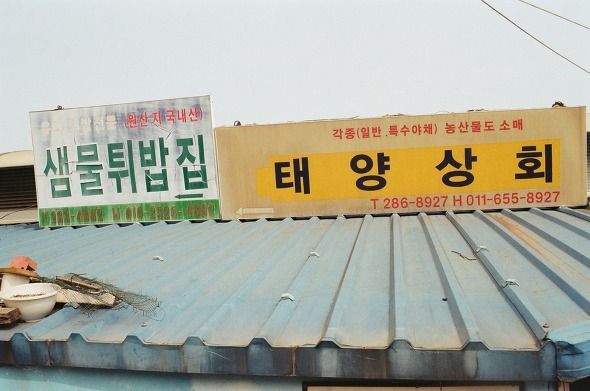 (원산지 국내산)
샘물튀밥집
각종(일반.특수야채) 농산물도 소매
태양상회
T 286-8927 H 011-655-8927